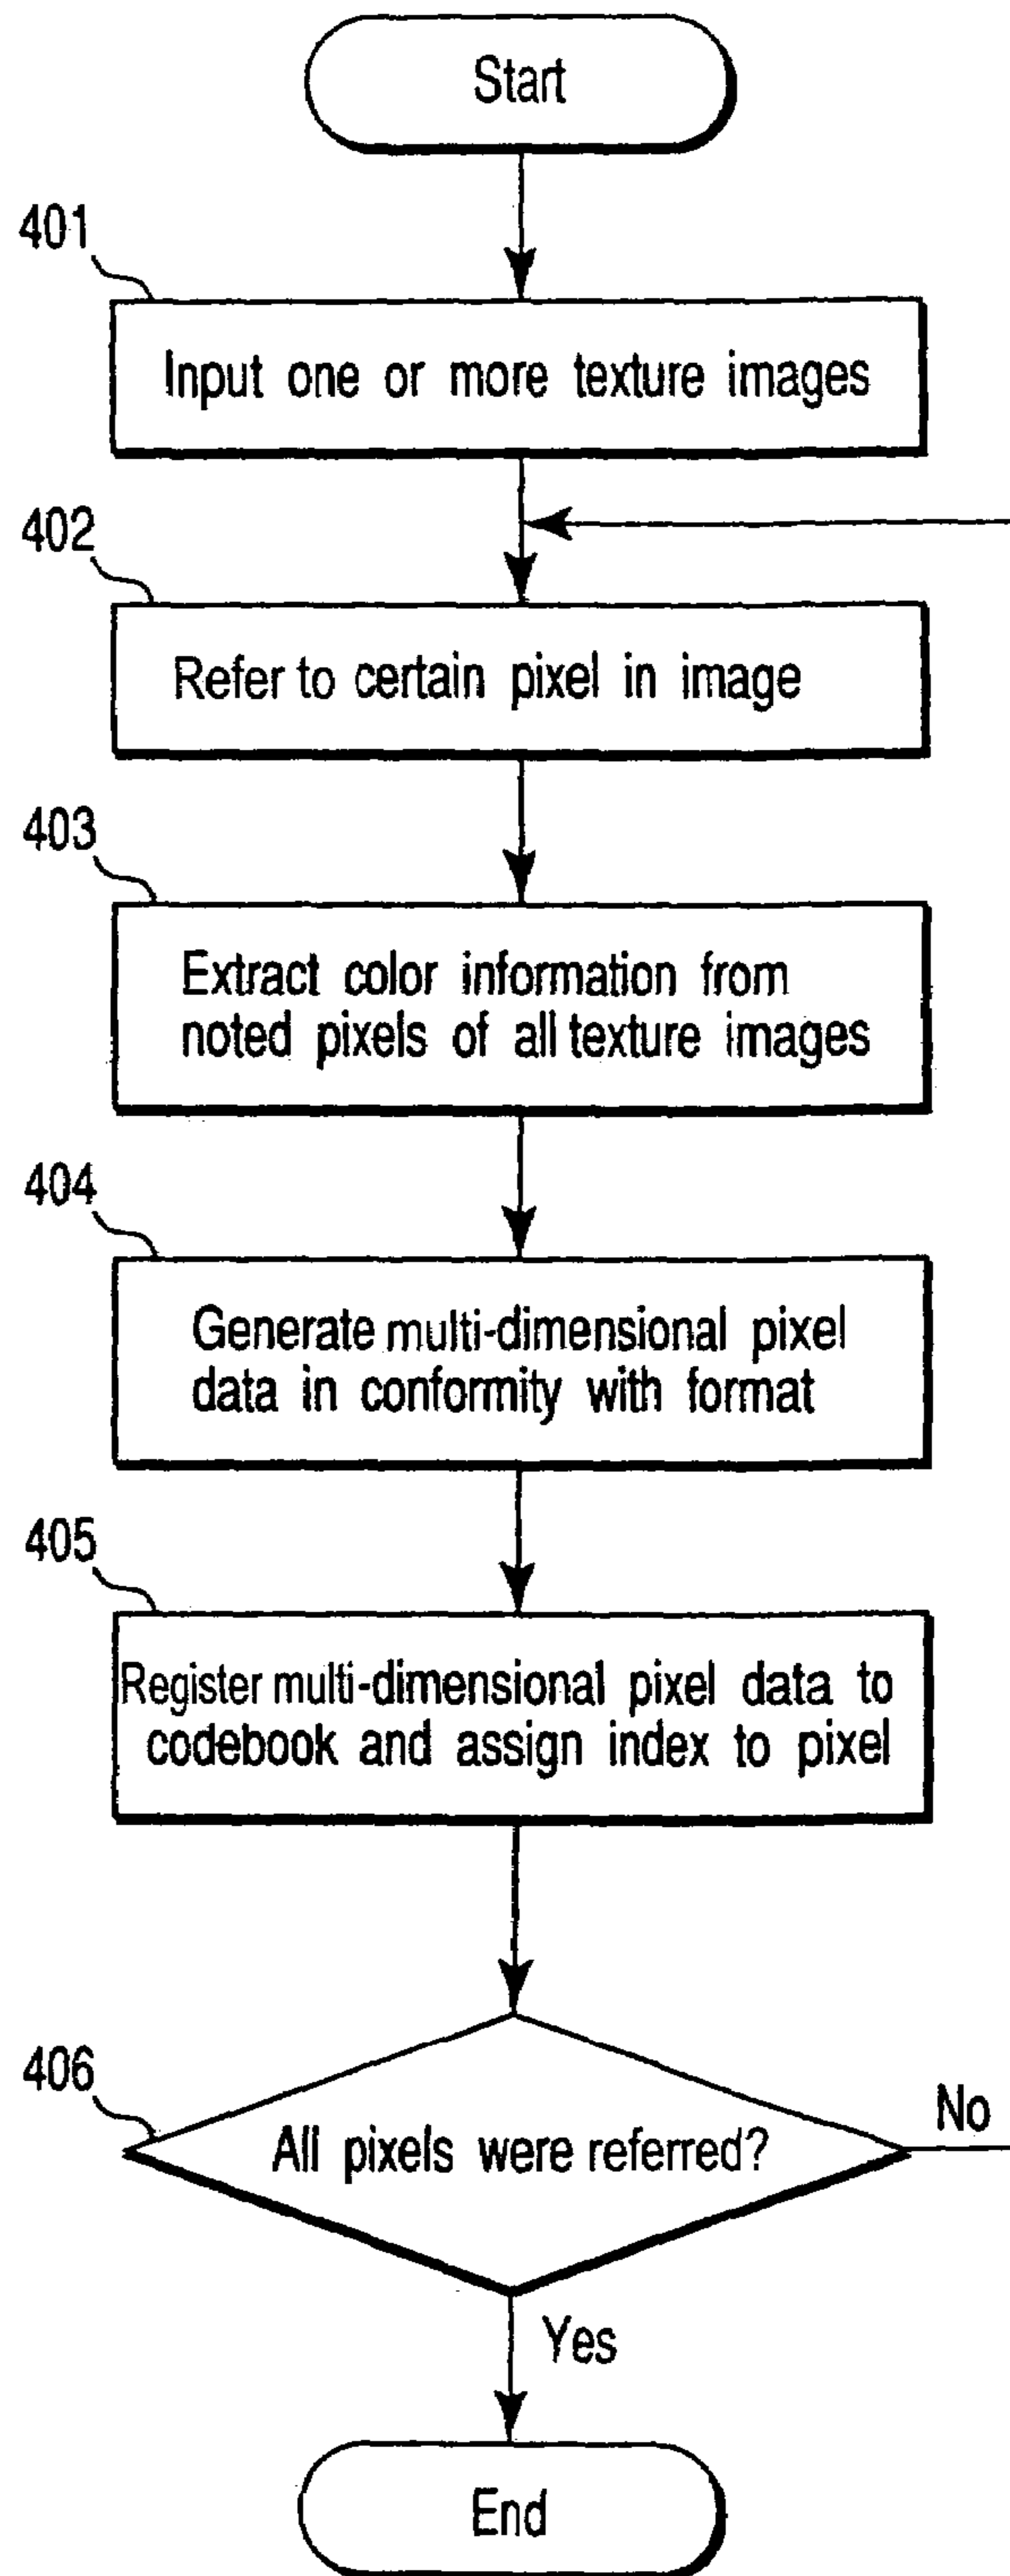 Start
401
Input one or more texture images
402
Refer to certain pixel in image
403
Extract color information from
noted pixels of all texture images
404
Generate multi-dimensional pixel
data in conformity with format
405
Register multi-dimensional pixel data to
codebook and assign index to pixel
406
All pixels were referred?
No
Yes
End